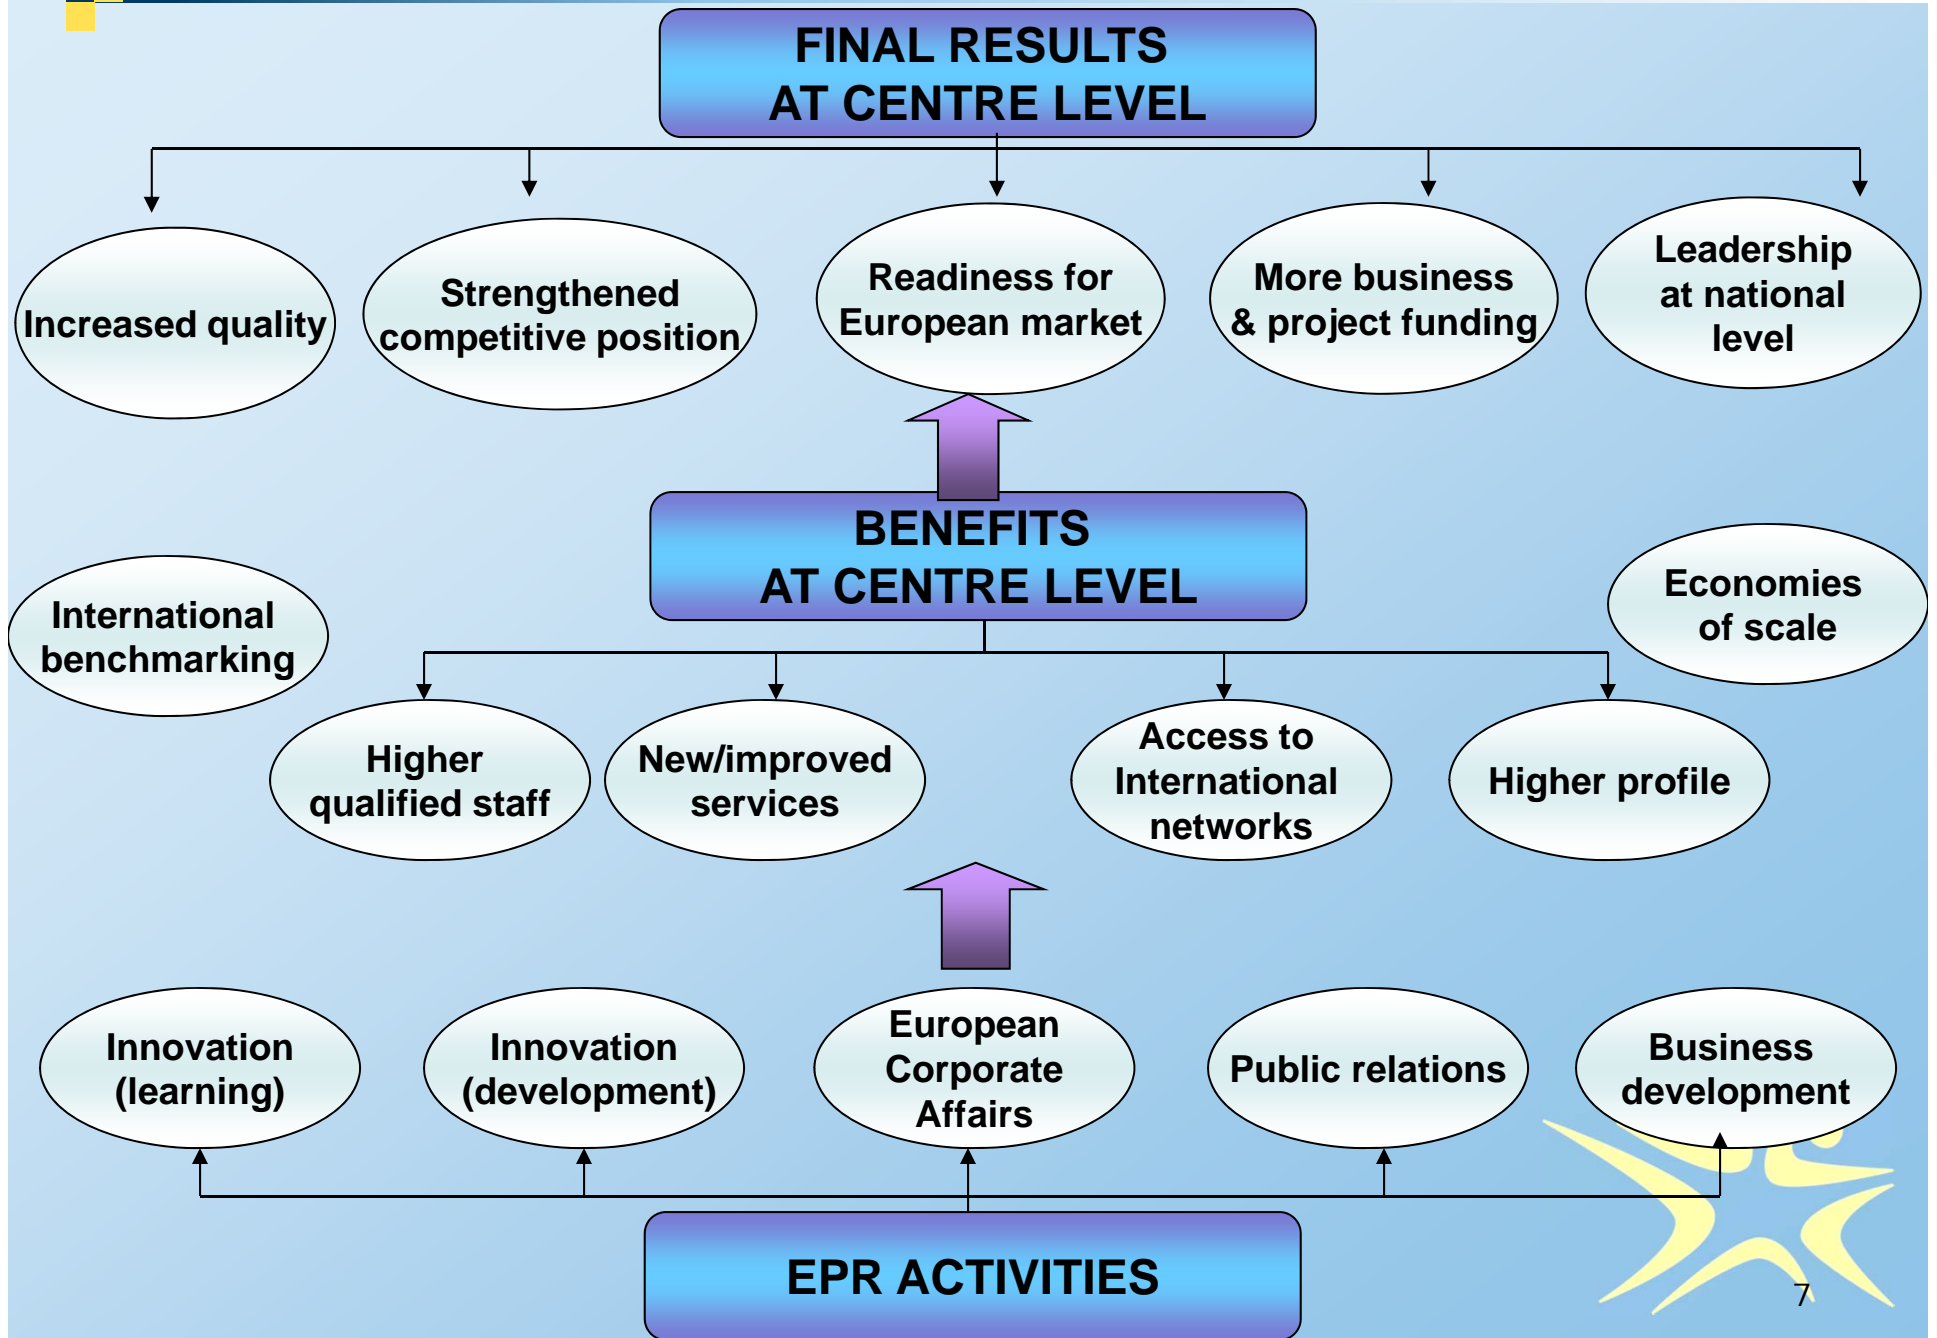 FINAL RESULTS
AT CENTRE LEVEL
Increased quality
Strengthened
competitive position
Readiness for
European market
More business
& project funding
Leadership
at national
level
BENEFITS
AT CENTRE LEVEL
International
benchmarking
Economies
of scale
Higher
qualified staff
New/improved
services
Access to
International
networks
Higher profile
Innovation
(learning)
Innovation
(development)
European
Corporate
Affairs
Public relations
Business
development
EPR ACTIVITIES
7